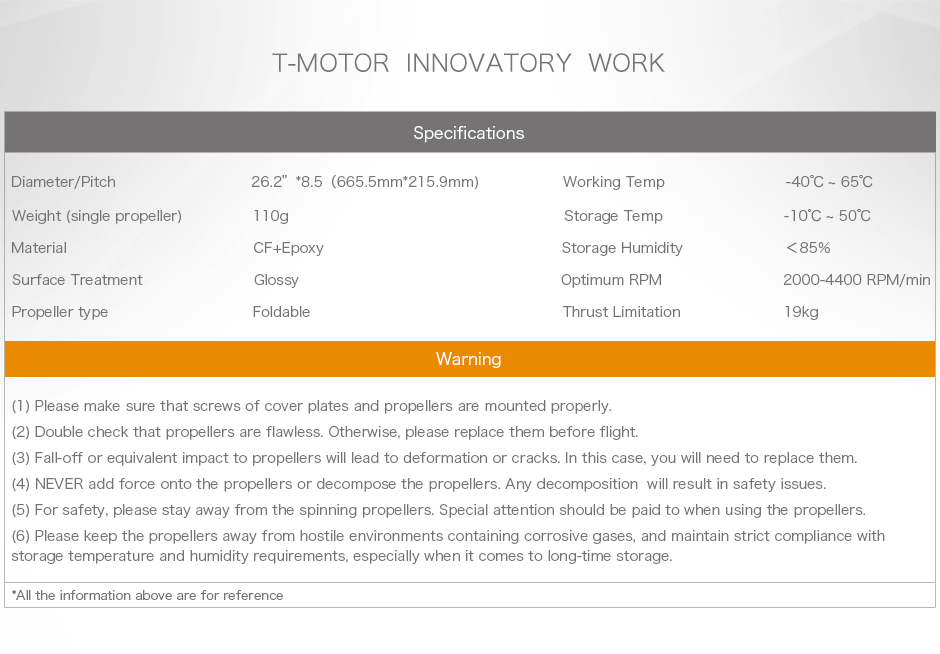 T-MOTOR INNOVATORY WORK
Specifications
Diameter/Pitch 26.2” *8.5 (665.5mm*215.9mm) Working Temp -40℃ ~ 65℃
Weight (single propeller) 110g Storage Temp -10℃ ~ 50℃
Material CF+Epoxy Storage Humidity ＜85%
Surface Treatment Glossy Optimum RPM 2000-4400 RPM/min
Propeller type Foldable Thrust Limitation 19kg
Warning
(1) Please make sure that screws of cover plates and propellers are mounted properly.
(2) Double check that propellers are flawless. Otherwise, please replace them before flight.
(3) Fall-off or equivalent impact to propellers will lead to deformation or cracks. In this case, you will need to replace them.
(4) NEVER add force onto the propellers or decompose the propellers. Any decomposition will result in safety issues.
(5) For safety, please stay away from the spinning propellers. Special attention should be paid to when using the propellers.
(6) Please keep the propellers away from hostile environments containing corrosive gases, and maintain strict compliance with
storage temperature and humidity requirements, especially when it comes to long-time storage.
*All the information above are for reference